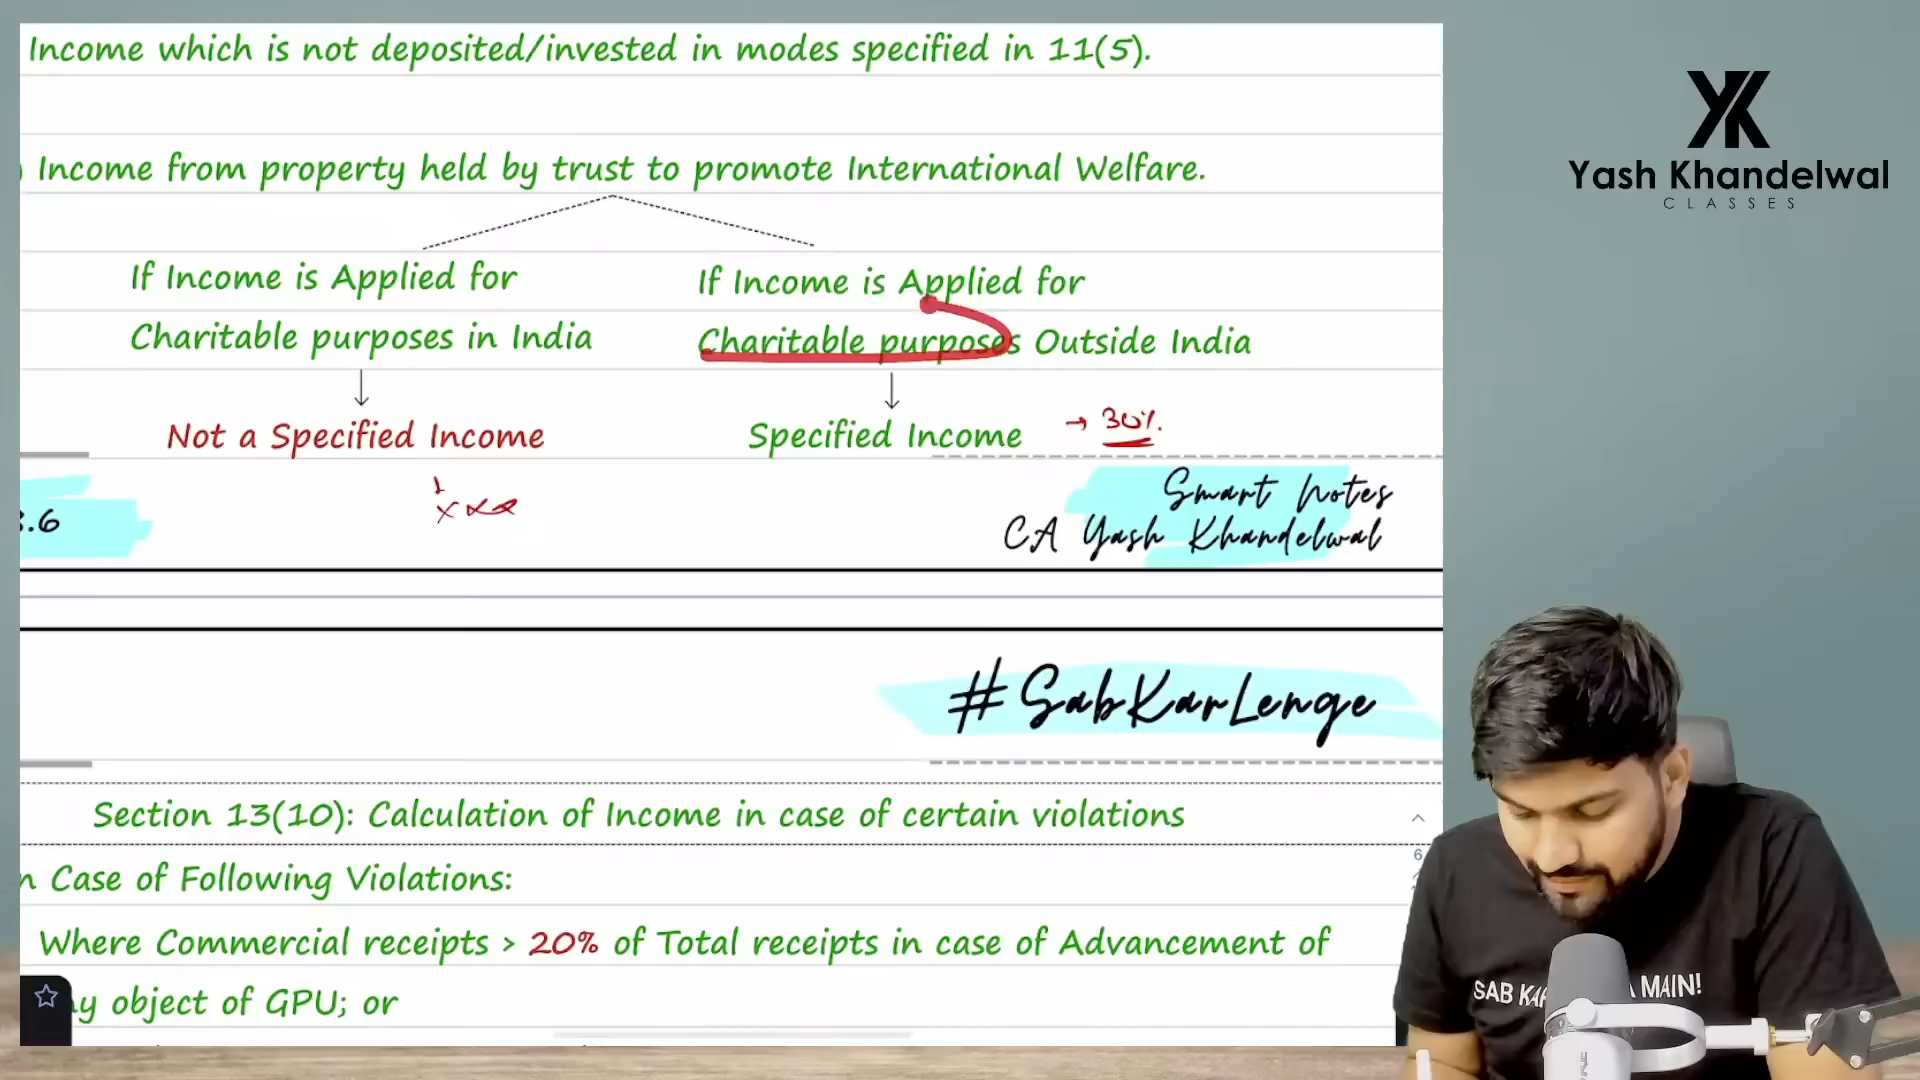 Income which is not deposited/invested in modes specified in 11(5).
) Income from property held by trust to promote International Welfare.
If Income is Applied for
Charitable purposes in India
If Income is Applied for
Charitable purposes Outside India
Not a Specified Income
Specified Income → 30%.
.6
Smart Notes
CA Yash Khandelwal
#SabKarLenge
Section 13(10): Calculation of Income in case of certain violations
n Case of Following Violations:
Where Commercial receipts > 20% of Total receipts in case of Advancement of
ny object of GPU; or
6
YK
Yash Khandelwal
CLASSES
SAB KA MAIN!